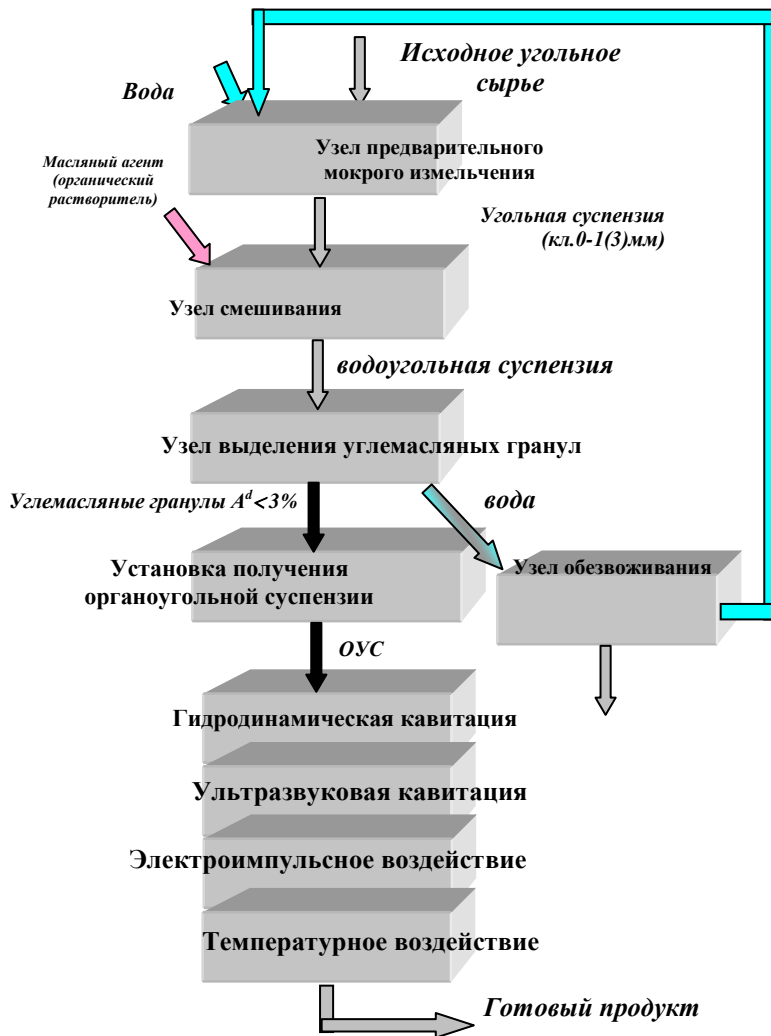 Исходное угольное
сырье
Вода
Узел предварительного
мокрого измельчения
Масляный агент
(органический
растворитель)
Угольная суспензия
(кл.0-1(3)мм)
Узел смешивания
водоугольная суспензия
Узел выделения углемасляных гранул
Углемасляные гранулы Aᵈ<3%
вода
Установка получения
органоугольной суспензии
Узел обезвоживания
ОУС
Гидродинамическая кавитация
Ультразвуковая кавитация
Электроимпульсное воздействие
Температурное воздействие
Готовый продукт